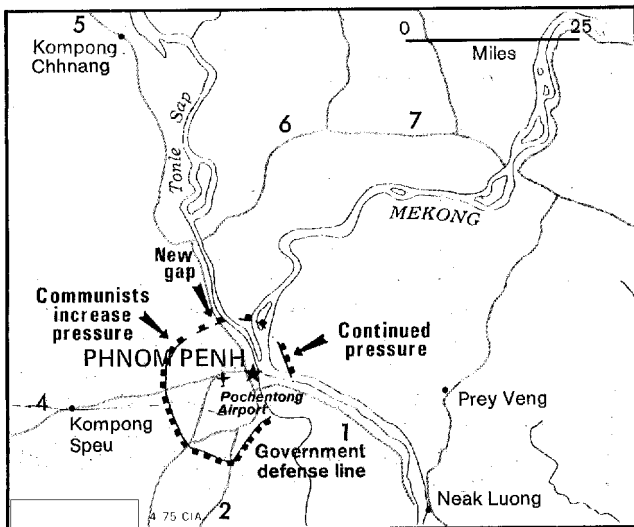 5
Kompong
Chhnang
0 25
Miles
Tonle Sap
6
7
MEKONG
New
gap
Communists
increase
pressure
Continued
pressure
PHNOM PENH
Pochentong
Airport
4
Kompong
Speu
1
Prey Veng
Government
defense line
Neak Luong
4 75 CIA
2